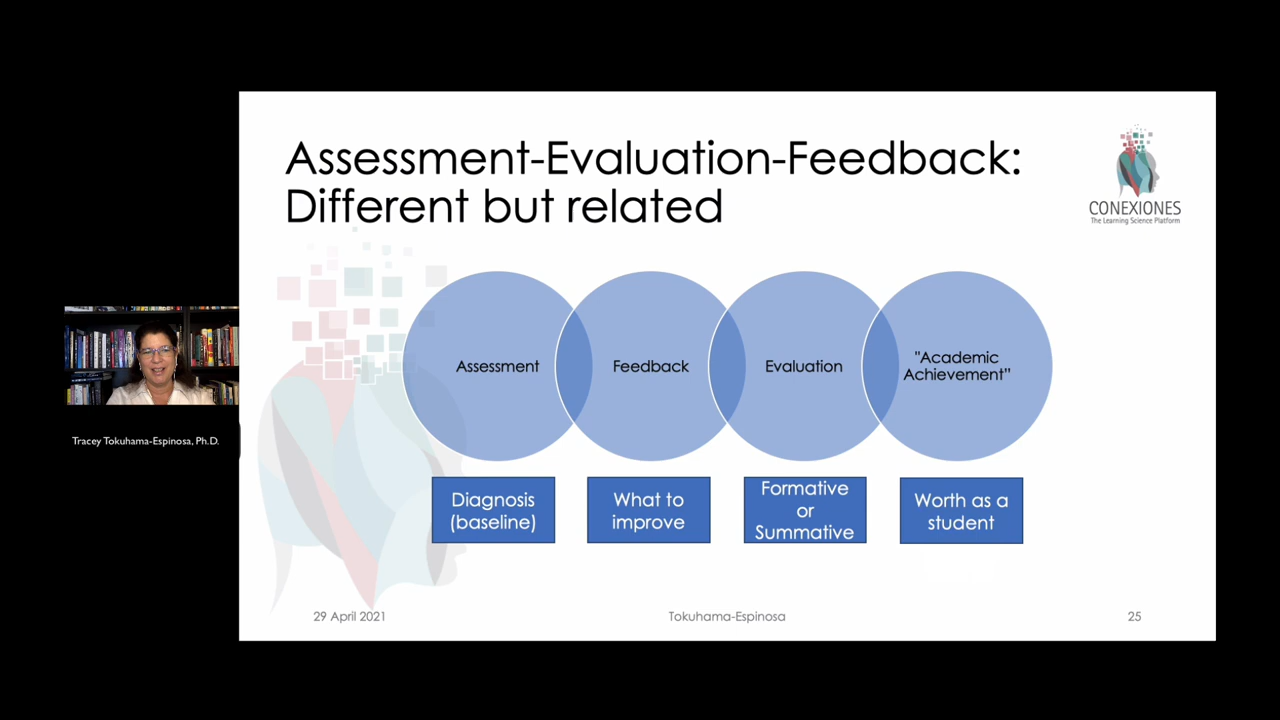 Assessment-Evaluation-Feedback:
Different but related
CONEXIONES
The Learning Science Platform
Assessment
Feedback
Evaluation
"Academic
Achievement"
Diagnosis
(baseline)
What to
improve
Formative
or
Summative
Worth as a
student
Tracey Tokuhama-Espinosa, Ph.D.
29 April 2021
Tokuhama-Espinosa
25